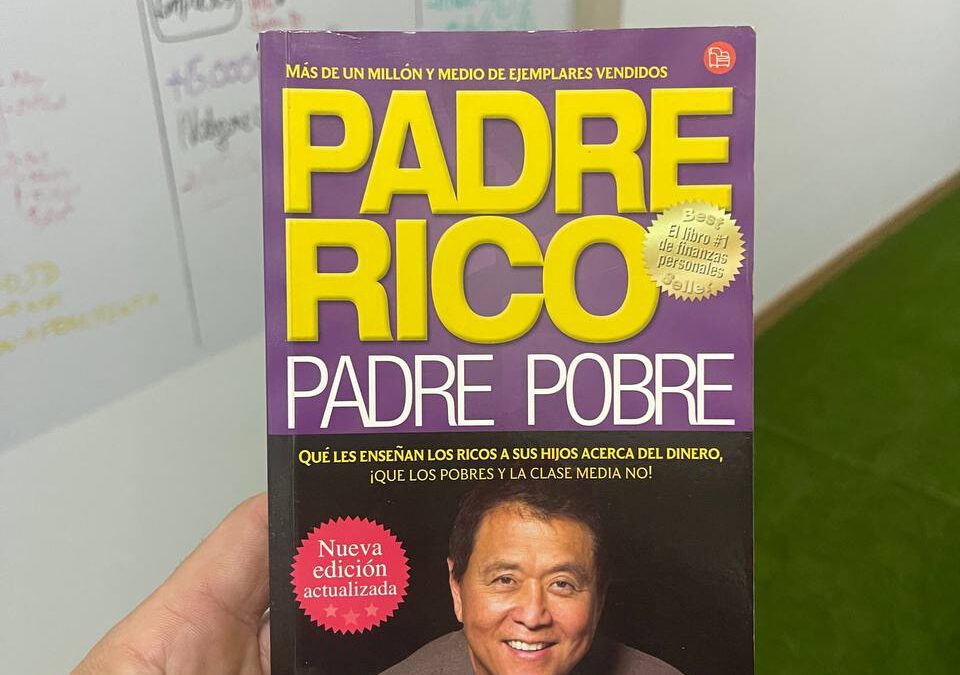 +15.000
MÁS DE UN MILLÓN Y MEDIO DE EJEMPLARES VENDIDOS
PADRE
RICO
Best
El libro #1
de finanzas
personales
Seller
PADRE POBRE
QUÉ LES ENSEÑAN LOS RICOS A SUS HIJOS ACERCA DEL DINERO,
¡QUE LOS POBRES Y LA CLASE MEDIA NO!
Nueva
edición
actualizada